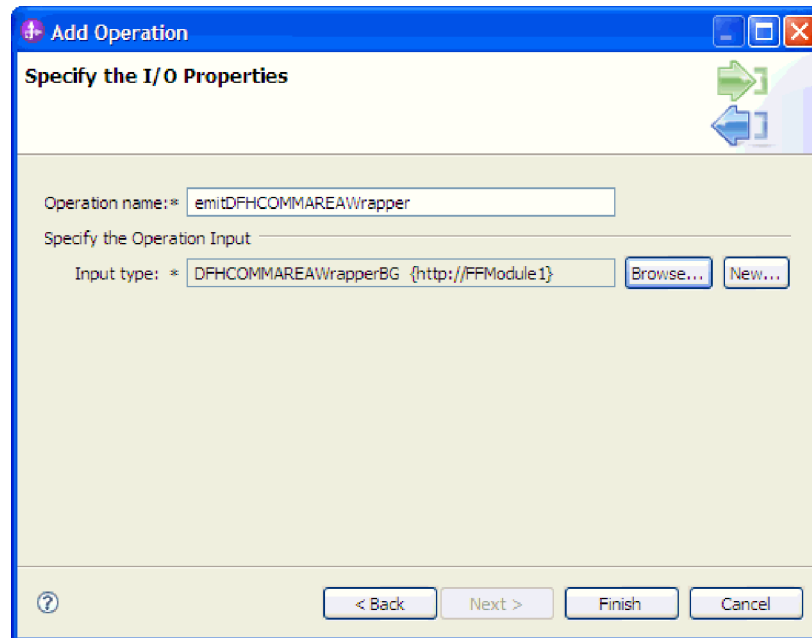 Add Operation
Specify the I/O Properties
Operation name:* emitDFHCOMMAREAWrapper
Specify the Operation Input
Input type: * DFHCOMMAREAWrapperBG {http://FFModule1} Browse... New...
? < Back Next > Finish Cancel